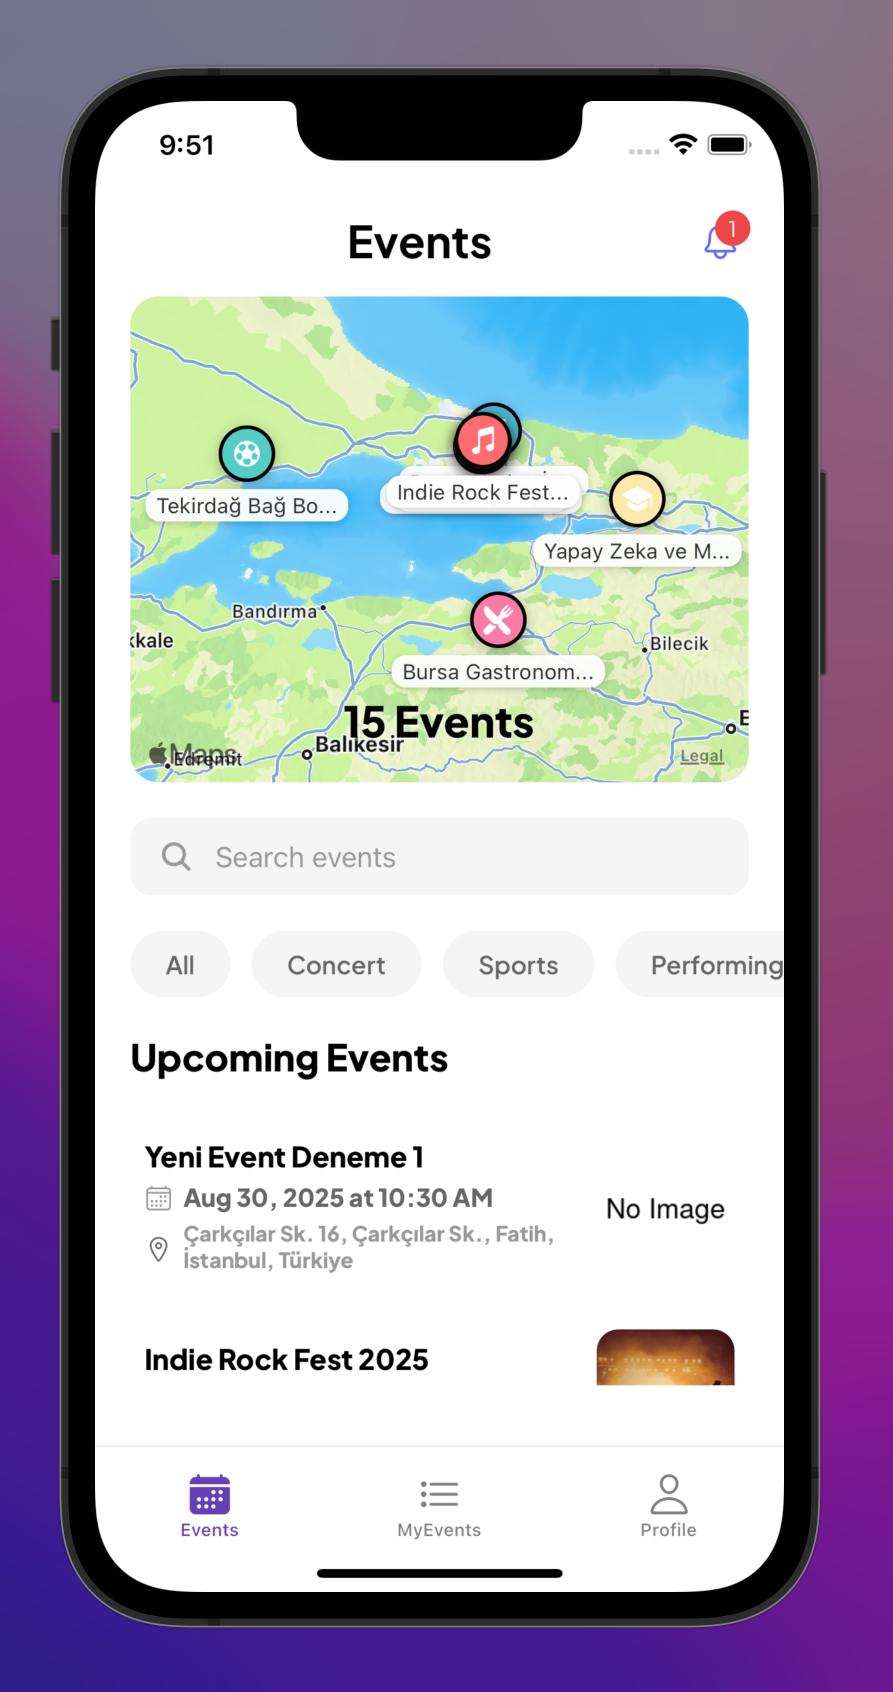 9:51
Events
1
Tekirdağ Bağ Bo...
Indie Rock Fest...
Yapay Zeka ve M...
Bandırma
kkale
Bilecik
Bursa Gastronom...
15 Events
E
Balıkesir
Maps
Edremit
Legal
Search events
All
Concert
Sports
Performing
Upcoming Events
Yeni Event Deneme 1
Aug 30, 2025 at 10:30 AM
Çarkçılar Sk. 16, Çarkçılar Sk., Fatih,
İstanbul, Türkiye
No Image
Indie Rock Fest 2025
Events
MyEvents
Profile